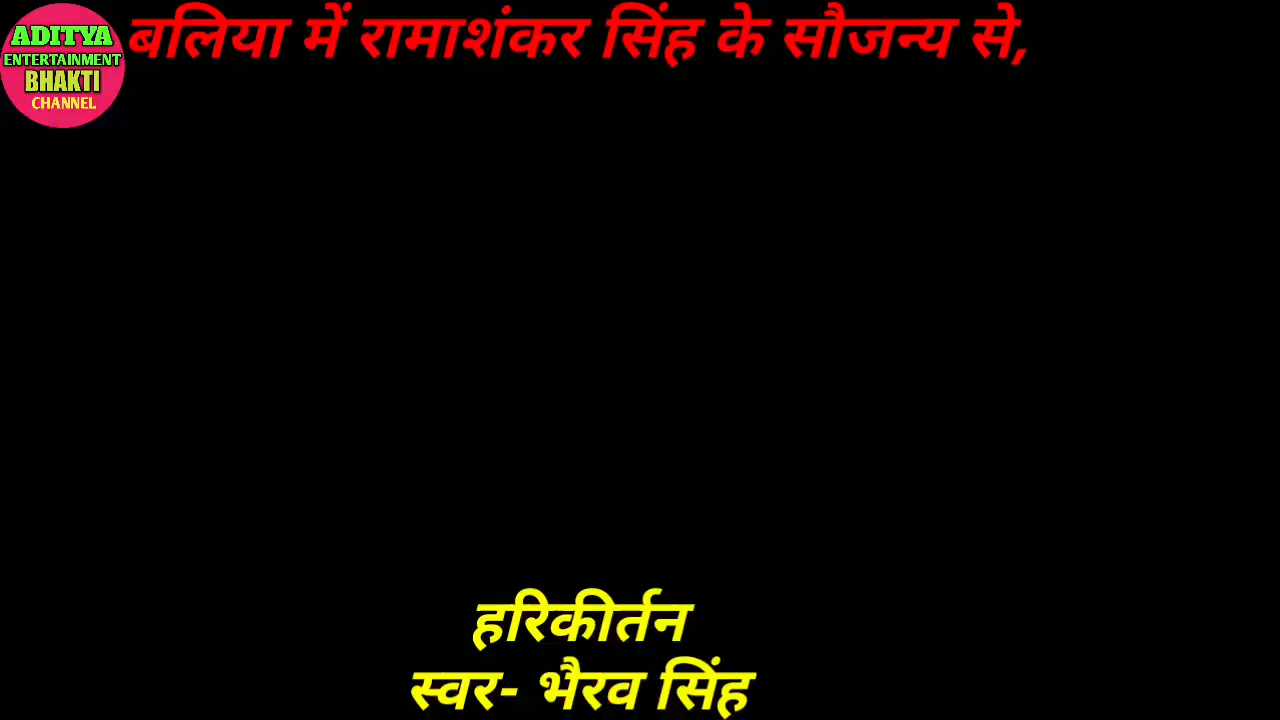 ADITYA
ENTERTAINMENT
BHAKTI
CHANNEL
बलिया में रामाशंकर सिंह के सौजन्य से,
हरिकीर्तन
स्वर- भैरव सिंह